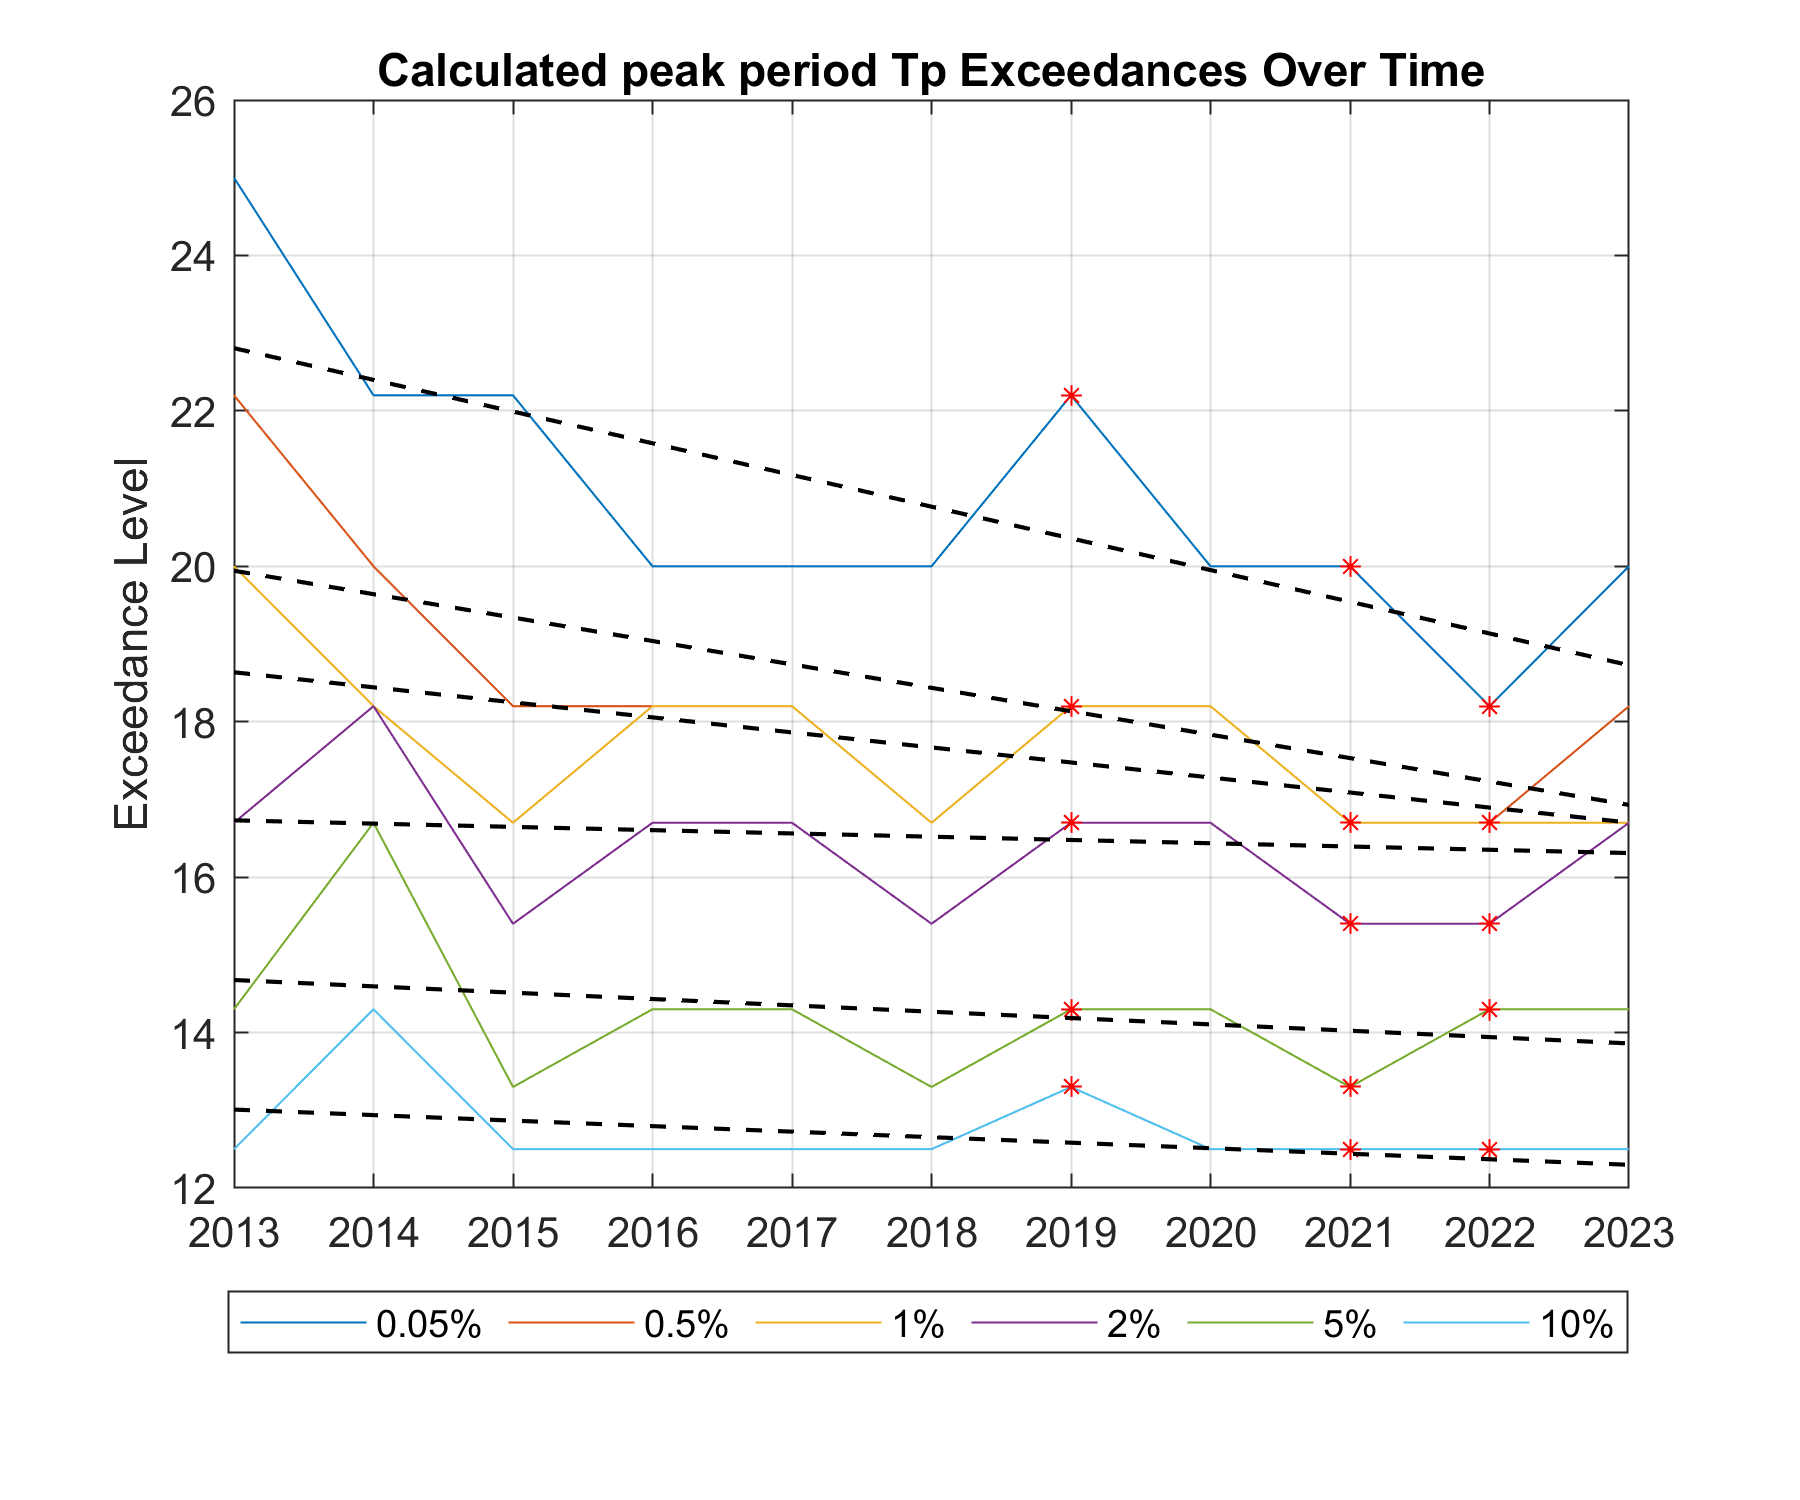 Calculated peak period Tp Exceedances Over Time
26
24
22
20
18
16
14
12
Exceedance Level
2013 2014 2015 2016 2017 2018 2019 2020 2021 2022 2023
0.05% 0.5% 1% 2% 5% 10%